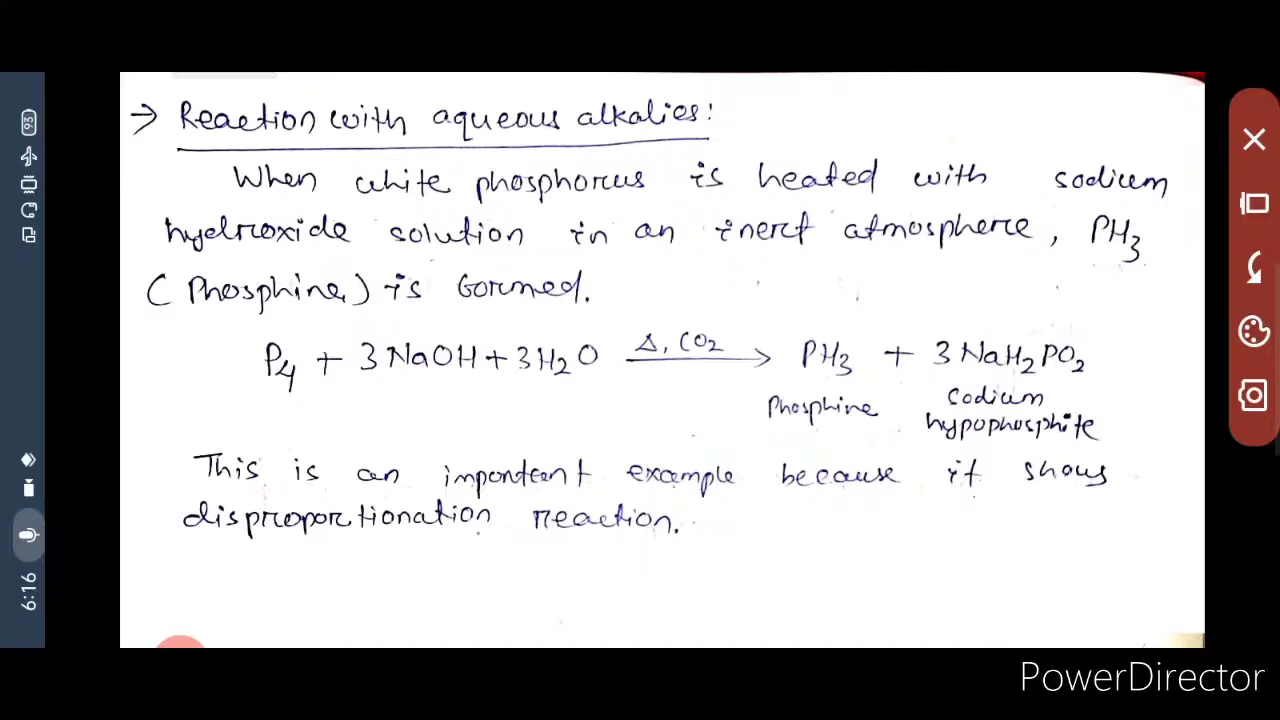 → Reaction with aqueous alkalies:
When white phosphorus is heated with sodium
hydroxide solution in an inert atmosphere, PH₃
(Phosphine) is formed.
P₄ + 3NaOH + 3H₂O —Δ, CO₂→ PH₃ + 3NaH₂PO₂
Phosphine sodium
hypophosphite
This is an important example because it shows
disproportionation reaction.
93
6:16
PowerDirector